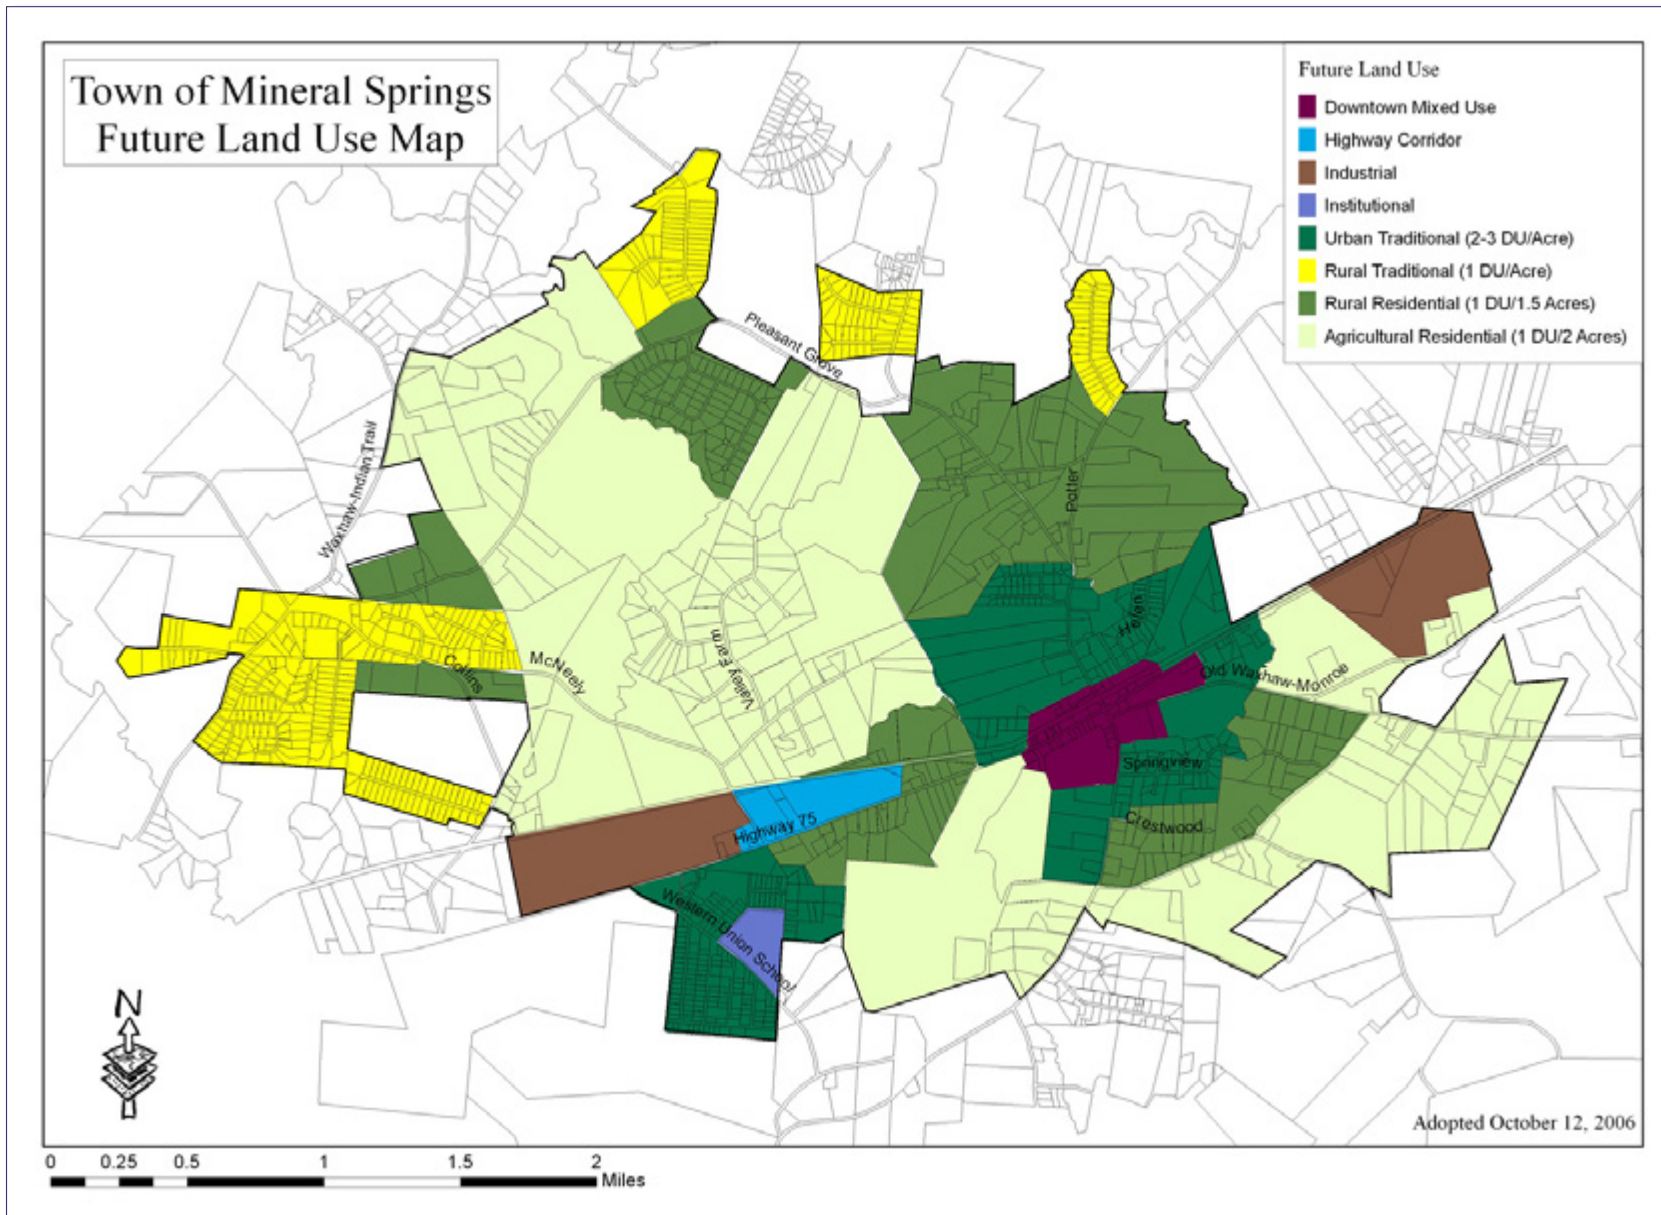 Town of Mineral Springs
Future Land Use Map
Future Land Use
Downtown Mixed Use
Highway Corridor
Industrial
Institutional
Urban Traditional (2-3 DU/Acre)
Rural Traditional (1 DU/Acre)
Rural Residential (1 DU/1.5 Acres)
Agricultural Residential (1 DU/2 Acres)
Pleasant Grove
Waxhaw-Indian Trail
Potter
Helen
Collins
McNeely
Valley Farm
Old Waxhaw-Monroe
Springview
Crestwood
Highway 75
Western Union School
N
Adopted October 12, 2006
0 0.25 0.5 1 1.5 2
Miles